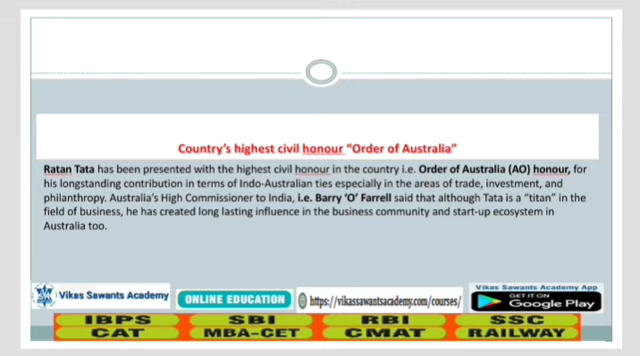 Country's highest civil honour "Order of Australia"
Ratan Tata has been presented with the highest civil honour in the country i.e. Order of Australia (AO) honour, for
his longstanding contribution in terms of Indo-Australian ties especially in the areas of trade, investment, and
philanthropy. Australia's High Commissioner to India, i.e. Barry 'O' Farrell said that although Tata is a "titan" in the
field of business, he has created long lasting influence in the business community and start-up ecosystem in
Australia too.
Vikas Sawants Academy
ONLINE EDUCATION
https://vikassawantsacademy.com/courses/
Vikas Sawants Academy App
GET IT ON
Google Play
IBPS SBI RBI SSC
CAT MBA-CET CMAT RAILWAY